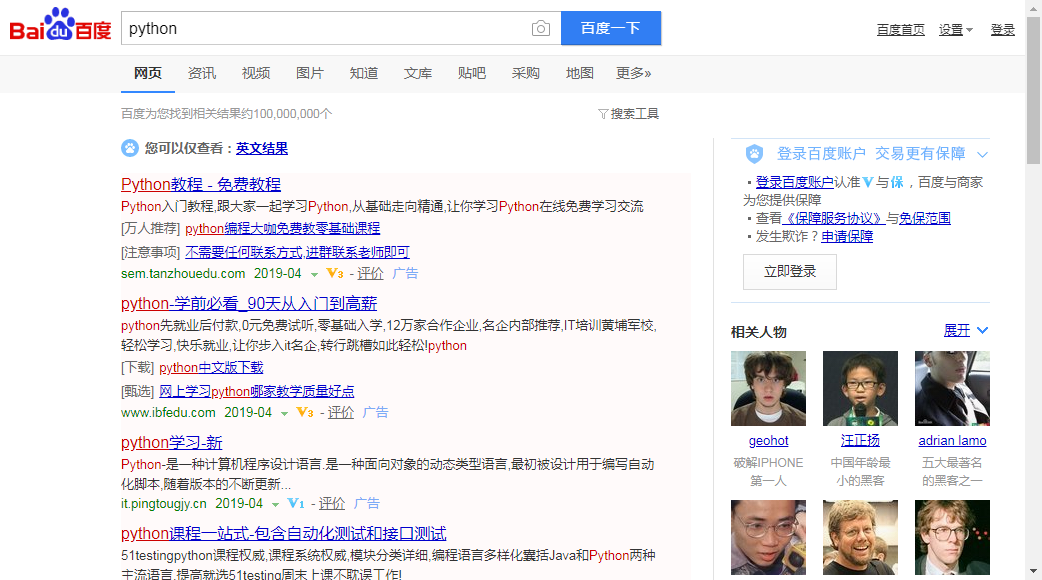 Bai du 百度
python
百度一下
百度首页 设置 登录
网页 资讯 视频 图片 知道 文库 贴吧 采购 地图 更多»
百度为您找到相关结果约100,000,000个
搜索工具
您可以仅查看：英文结果
Python教程 - 免费教程
Python入门教程,跟大家一起学习Python,从基础走向精通,让你学习Python在线免费学习交流
[万人推荐] python编程大咖免费教零基础课程
[注意事项] 不需要任何联系方式,进群联系老师即可
sem.tanzhouedu.com 2019-04 V3 - 评价 广告
python-学前必看_90天从入门到高薪
python先就业后付款,0元免费试听,零基础入学,12万家合作企业,名企内部推荐,IT培训黄埔军校,
轻松学习,快乐就业,让你步入it名企,转行跳槽如此轻松!python
[下载] python中文版下载
[甄选] 网上学习python哪家教学质量好点
www.ibfedu.com 2019-04 V3 - 评价 广告
python学习-新
Python-是一种计算机程序设计语言.是一种面向对象的动态类型语言,最初被设计用于编写自动
化脚本,随着版本的不断更新...
it.pingtougjy.cn 2019-04 V1 - 评价 广告
python课程一站式-包含自动化测试和接口测试
51testingpython课程权威,课程系统权威,模块分类详细,编程语言多样化囊括Java和Python两种
主流语言,提高就选51testing周末上课不耽误工作!
登录百度账户 交易更有保障
▪ 登录百度账户认准V与保，百度与商家
为您提供保障
▪ 查看《保障服务协议》与免保范围
▪ 发生欺诈？申请保障
立即登录
相关人物 展开
geohot 汪正扬 adrian lamo
破解IPHONE 中国年龄最 五大最著名
第一人 小的黑客 的黑客之一